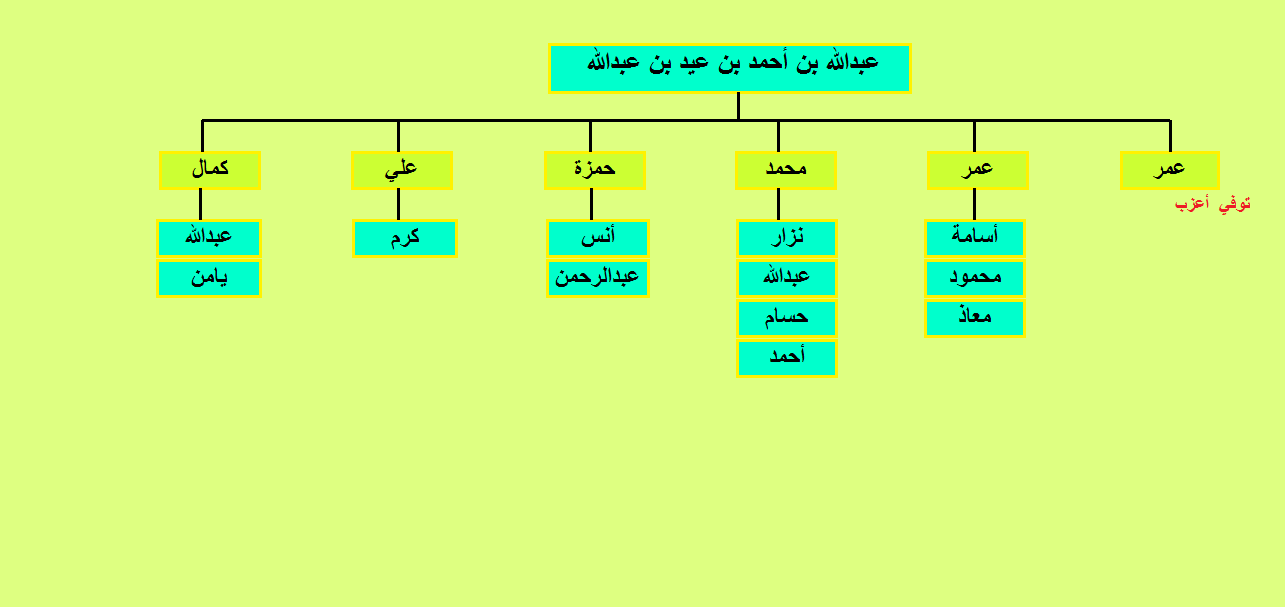 عبدالله بن أحمد بن عيد بن عبدالله
عمر
عمر
محمد
حمزة
علي
كمال
توفي أعزب
أسامة
نزار
أنس
كرم
عبدالله
محمود
عبدالله
عبدالرحمن
يامن
معاذ
حسام
أحمد